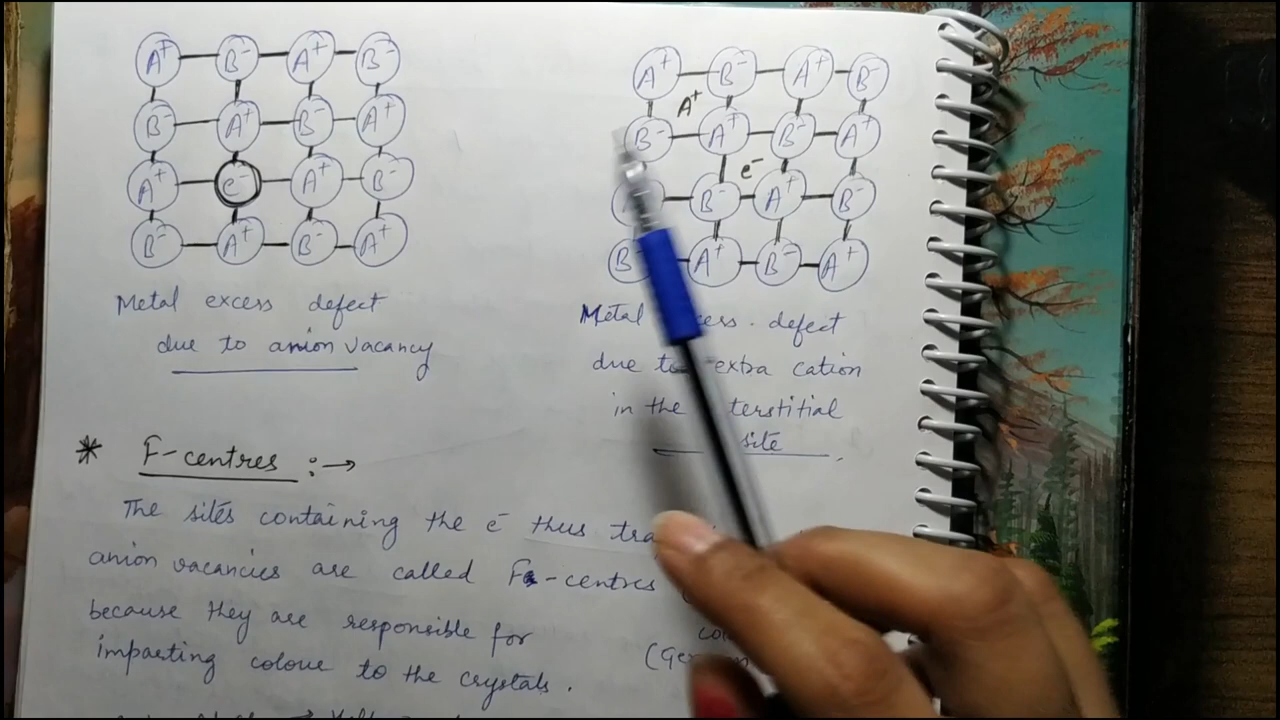 A+ B- A+ B-
B- A+ B- A+
A+ e- A+ B-
B- A+ B- A+
Metal excess defect
due to anion vacancy
A+ B- A+ B-
A+
B- A+ B- A+
e-
B- A+ B-
B- A+ B- A+
Metal defect
due to extra cation
in the
site
* F-centres :→
The sites containing the e- thus
anion vacancies are called F-centres
because they are responsible for
imparting colour to the crystals.